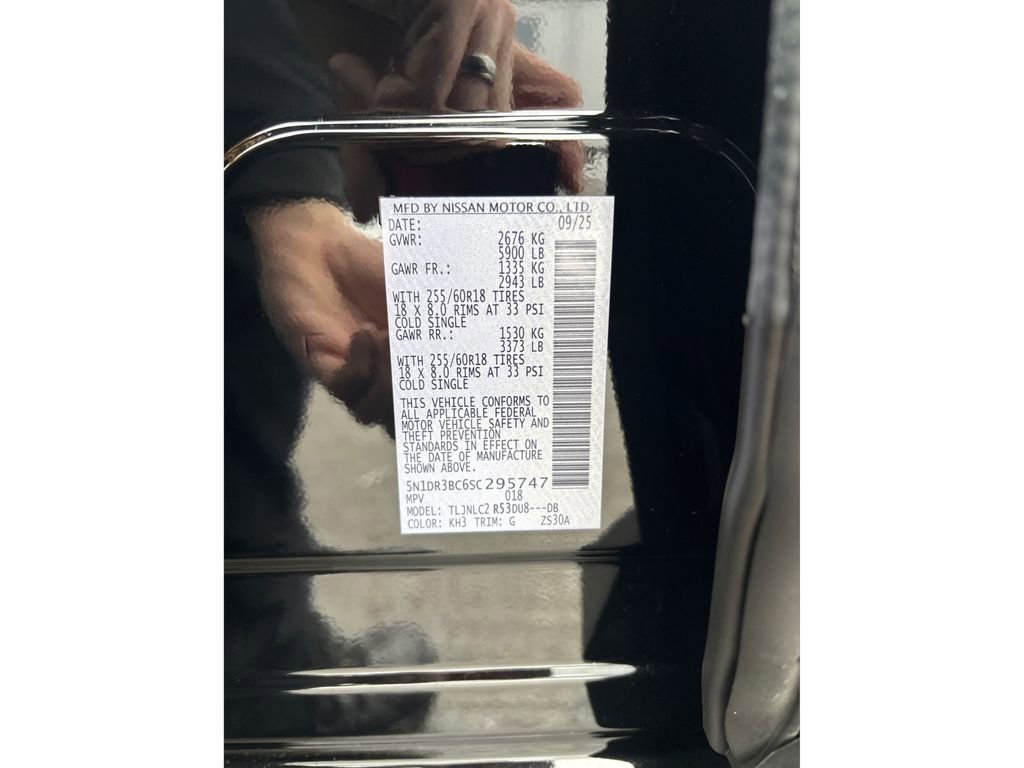 MFD BY NISSAN MOTOR CO., LTD.
DATE: 09/25
GVWR: 2676 KG
5900 LB
GAWR FR.: 1335 KG
2943 LB
WITH 255/60R18 TIRES
18 X 8.0 RIMS AT 33 PSI
COLD SINGLE
GAWR RR.: 1530 KG
3373 LB
WITH 255/60R18 TIRES
18 X 8.0 RIMS AT 33 PSI
COLD SINGLE
THIS VEHICLE CONFORMS TO
ALL APPLICABLE FEDERAL
MOTOR VEHICLE SAFETY AND
THEFT PREVENTION
STANDARDS IN EFFECT ON
THE DATE OF MANUFACTURE
SHOWN ABOVE.
5N1DR3BC6SC295747
MPV 018
MODEL: TLJNLC2 R53DU8---DB
COLOR: KH3 TRIM: G ZS30A